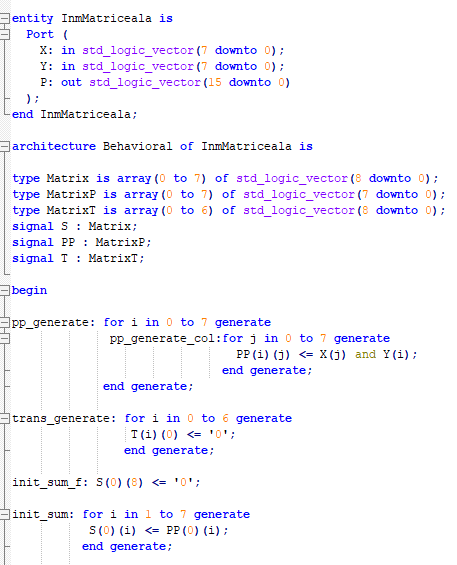 entity InmMatriceala is
Port (
X: in std_logic_vector(7 downto 0);
Y: in std_logic_vector(7 downto 0);
P: out std_logic_vector(15 downto 0)
);
end InmMatriceala;
architecture Behavioral of InmMatriceala is
type Matrix is array(0 to 7) of std_logic_vector(8 downto 0);
type MatrixP is array(0 to 7) of std_logic_vector(7 downto 0);
type MatrixT is array(0 to 6) of std_logic_vector(8 downto 0);
signal S : Matrix;
signal PP : MatrixP;
signal T : MatrixT;
begin
pp_generate: for i in 0 to 7 generate
pp_generate_col:for j in 0 to 7 generate
PP(i)(j) <= X(j) and Y(i);
end generate;
end generate;
trans_generate: for i in 0 to 6 generate
T(i)(0) <= '0';
end generate;
init_sum_f: S(0)(8) <= '0';
init_sum: for i in 1 to 7 generate
S(0)(i) <= PP(0)(i);
end generate;